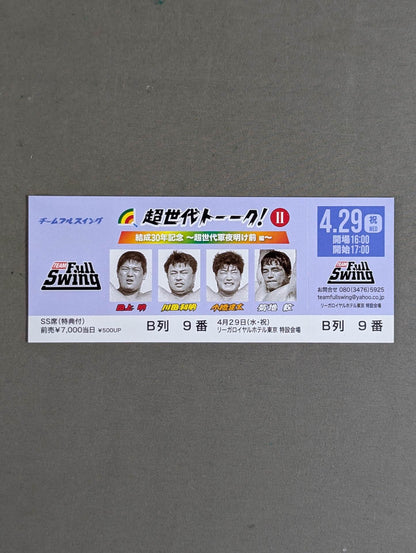 チームフルスイング
超世代トーーク! II
結成30年記念 〜超世代軍夜明け前 編〜
TEAM Full Swing
田上 明
川田利明
小橋建太
菊地 毅
SS席(特典付)
前売 ¥7,000 当日 ¥500UP
B列 9番
4月29日(水・祝)
リーガロイヤルホテル東京 特設会場
4.29 祝 WED
開場16:00
開始17:00
TEAM Full Swing
お問合せ 080(3476)5925
teamfullswing@yahoo.co.jp
リーガロイヤルホテル東京 特設会場
B列 9番